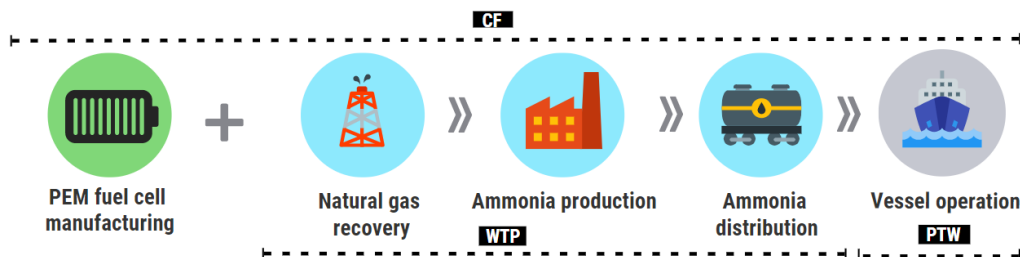 CF
PEM fuel cell
manufacturing
Natural gas
recovery
Ammonia production
Ammonia
distribution
Vessel operation
WTP
PTW